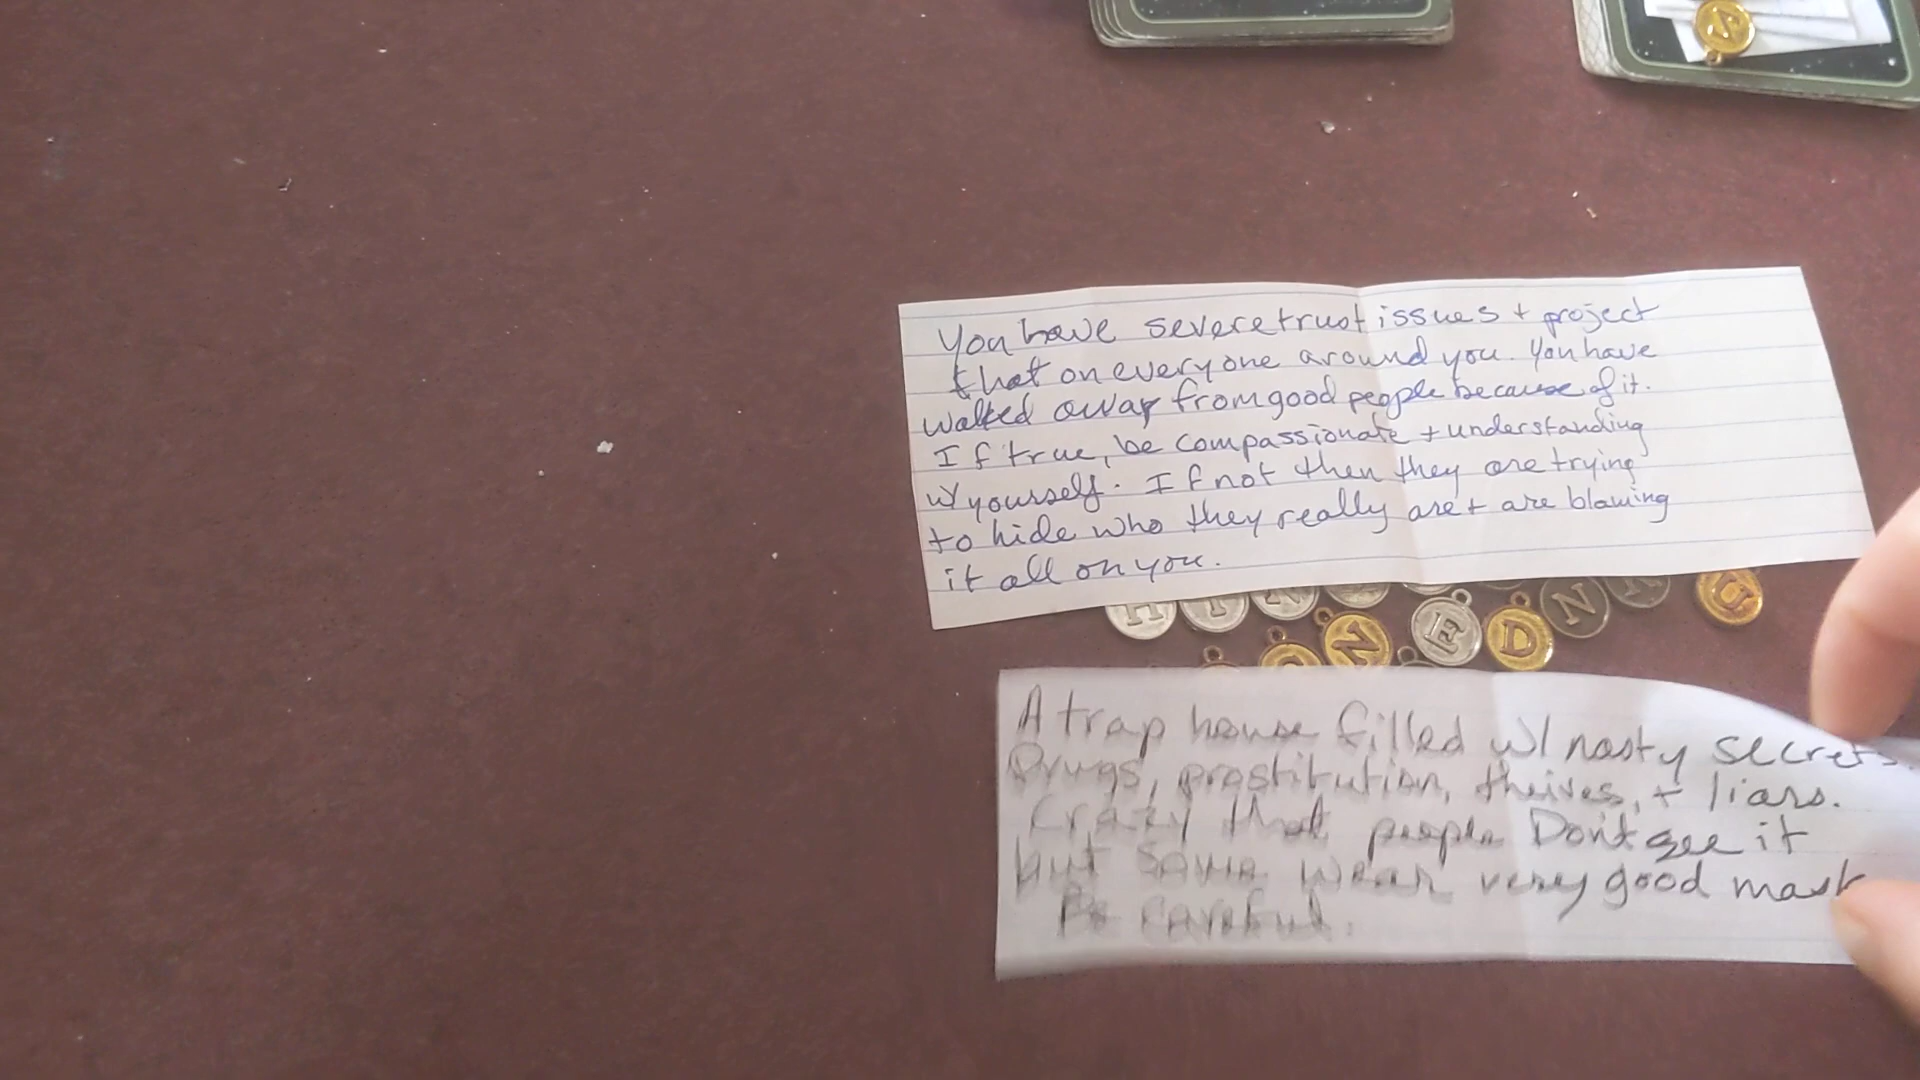 You have severe trust issues + project
that on everyone around you. You have
walked away from good people because of it.
If true, be compassionate + understanding
w/ yourself. If not then they are trying
to hide who they really are + are blaming
it all on you.
H I N
N E D N N U
A trap house filled w/ nasty secrets.
Drugs, prostitution, theives, + liars.
Crazy that people Don't see it
but some wear very good mask
Be careful.